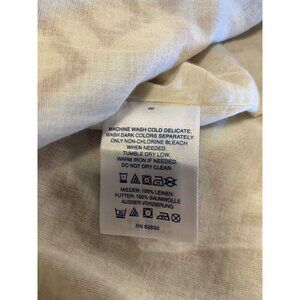 MACHINE WASH COLD DELICATE.
WASH DARK COLORS SEPARATELY.
ONLY NON-CHLORINE BLEACH
WHEN NEEDED.
TUMBLE DRY LOW.
WARM IRON IF NEEDED.
DO NOT DRY CLEAN.
MIEDER: 100% LEINEN
FUTTER: 100% BAUMWOLLE
AUSSER VERZIERUNG
RN 62830